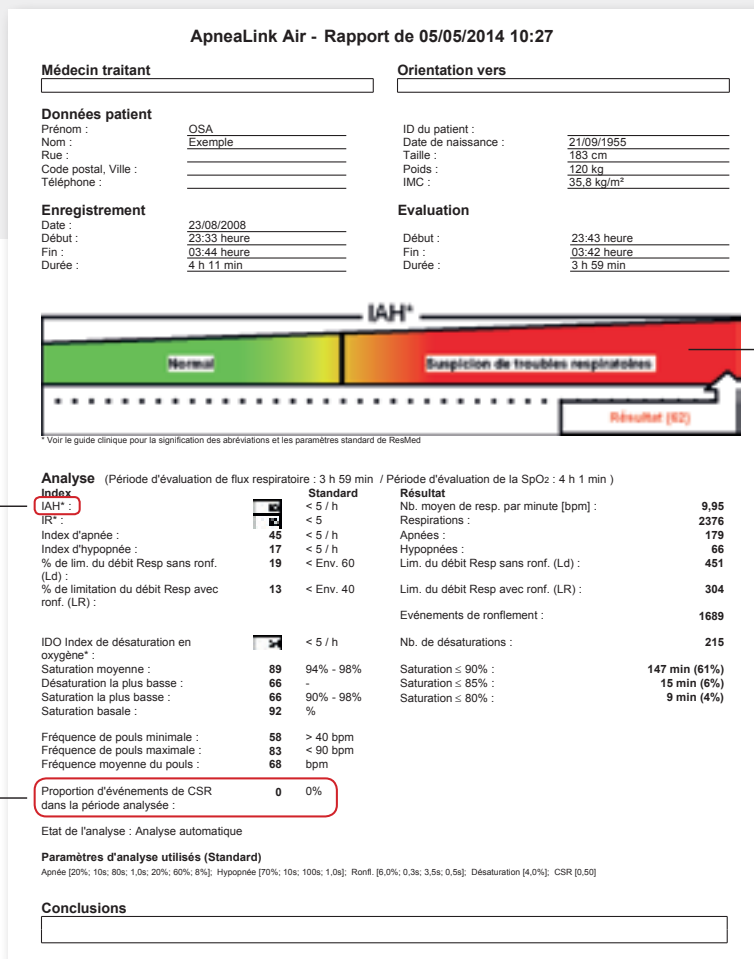 ApneaLink Air - Rapport de 05/05/2014 10:27
Médecin traitant Orientation vers
Données patient
Prénom : OSA ID du patient :
Nom : Exemple Date de naissance : 21/09/1955
Rue : Taille : 183 cm
Code postal, Ville : Poids : 120 kg
Téléphone : IMC : 35,8 kg/m²
Enregistrement Evaluation
Date : 23/08/2008
Début : 23:33 heure Début : 23:43 heure
Fin : 03:44 heure Fin : 03:42 heure
Durée : 4 h 11 min Durée : 3 h 59 min
IAH*
Normal Suspicion de troubles respiratoires
Résultat (62)
* Voir le guide clinique pour la signification des abréviations et les paramètres standard de ResMed
Analyse (Période d'évaluation de flux respiratoire : 3 h 59 min / Période d'évaluation de la SpO2 : 4 h 1 min )
Index Standard Résultat
IAH* : < 5 / h Nb. moyen de resp. par minute [bpm] : 9,95
IR* : < 5 Respirations : 2376
Index d'apnée : 45 < 5 / h Apnées : 179
Index d'hypopnée : 17 < 5 / h Hypopnées : 66
% de lim. du débit Resp sans ronf. 19 < Env. 60 Lim. du débit Resp sans ronf. (Ld) : 451
(Ld) :
% de limitation du débit Resp avec 13 < Env. 40 Lim. du débit Resp avec ronf. (LR) : 304
ronf. (LR) :
Evénements de ronflement : 1689
IDO Index de désaturation en < 5 / h Nb. de désaturations : 215
oxygène* :
Saturation moyenne : 89 94% - 98% Saturation ≤ 90% : 147 min (61%)
Désaturation la plus basse : 66 - Saturation ≤ 85% : 15 min (6%)
Saturation la plus basse : 66 90% - 98% Saturation ≤ 80% : 9 min (4%)
Saturation basale : 92 %
Fréquence de pouls minimale : 58 > 40 bpm
Fréquence de pouls maximale : 83 < 90 bpm
Fréquence moyenne du pouls : 68 bpm
Proportion d'événements de CSR 0 0%
dans la période analysée :
Etat de l'analyse : Analyse automatique
Paramètres d'analyse utilisés (Standard)
Apnée [20%; 10s; 80s; 1,0s; 20%; 60%; 8%]; Hypopnée [70%; 10s; 100s; 1,0s]; Ronfl. [6,0%; 0,3s; 3,5s; 0,5s]; Désaturation [4,0%]; CSR [0,50]
Conclusions